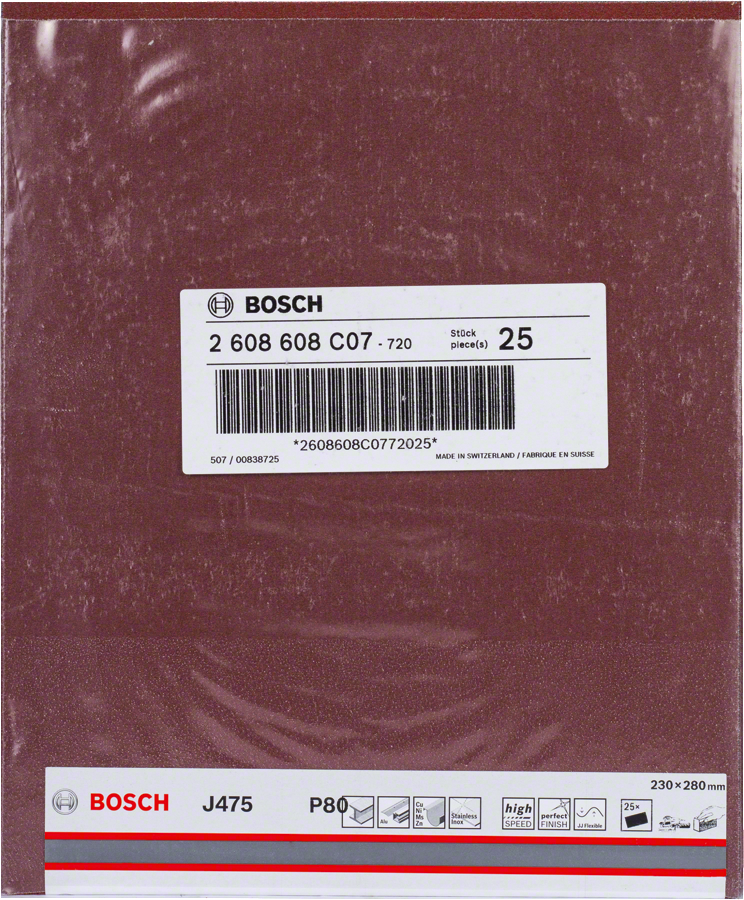 BOSCH
2 608 608 C07 - 720 Stück piece(s) 25
*2608608C0772025*
507 / 00838725 MADE IN SWITZERLAND / FABRIQUE EN SUISSE
230 × 280 mm
BOSCH J475 P80
Alu
Cu
Ni
Ms
Zn
Stainless
Inox
high
SPEED
perfect
FINISH
JJ Flexible
25×